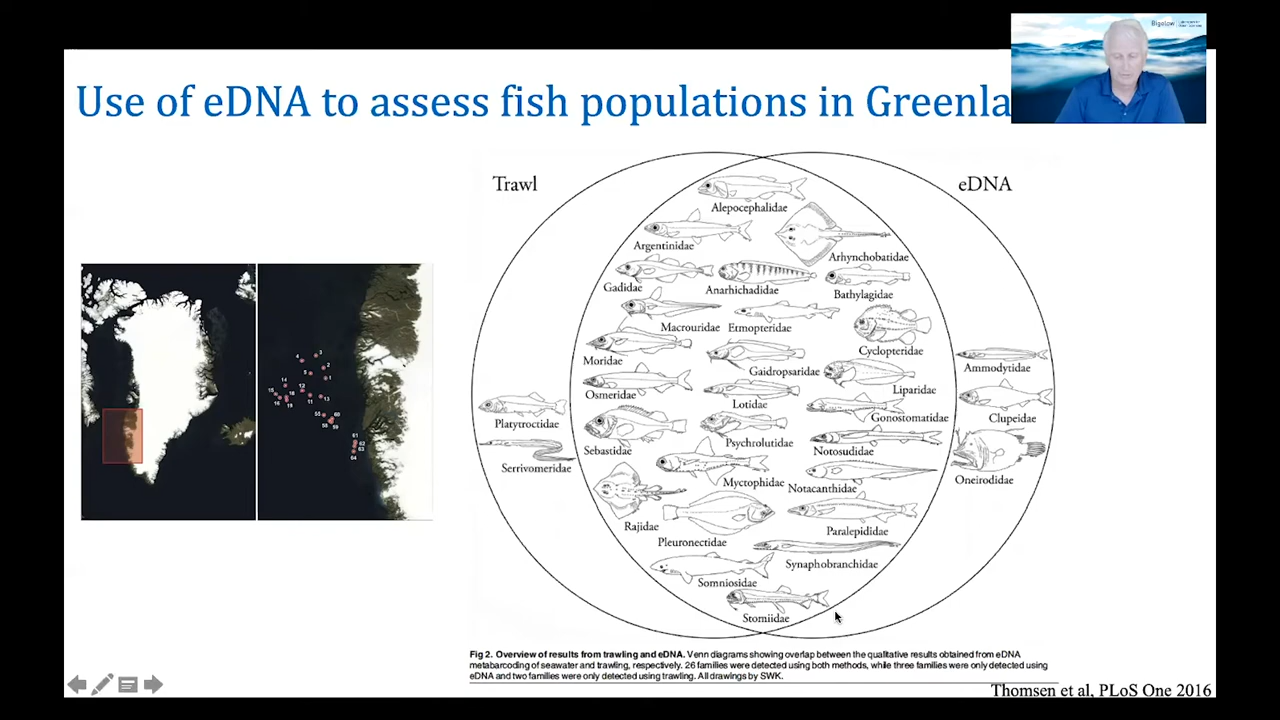 Bigelow
Use of eDNA to assess fish populations in Greenla
Trawl
eDNA
Alepocephalidae
Argentinidae
Arhynchobatidae
Gadidae
Anarhichadidae
Bathylagidae
Macrouridae
Etmopteridae
Cyclopteridae
Moridae
Gaidropsaridae
Ammodytidae
Osmeridae
Lotidae
Liparidae
Platytroctidae
Gonostomatidae
Clupeidae
Sebastidae
Psychrolutidae
Notosudidae
Serrivomeridae
Myctophidae
Notacanthidae
Oneirodidae
Rajidae
Pleuronectidae
Paralepididae
Synaphobranchidae
Somniosidae
Stomiidae
Fig 2. Overview of results from trawling and eDNA. Venn diagrams showing overlap between the qualitative results obtained from eDNA
metabarcoding of seawater and trawling, respectively. 26 families were detected using both methods, while three families were only detected using
eDNA and two families were only detected using trawling. All drawings by SWK.
Thomsen et al, PLoS One 2016